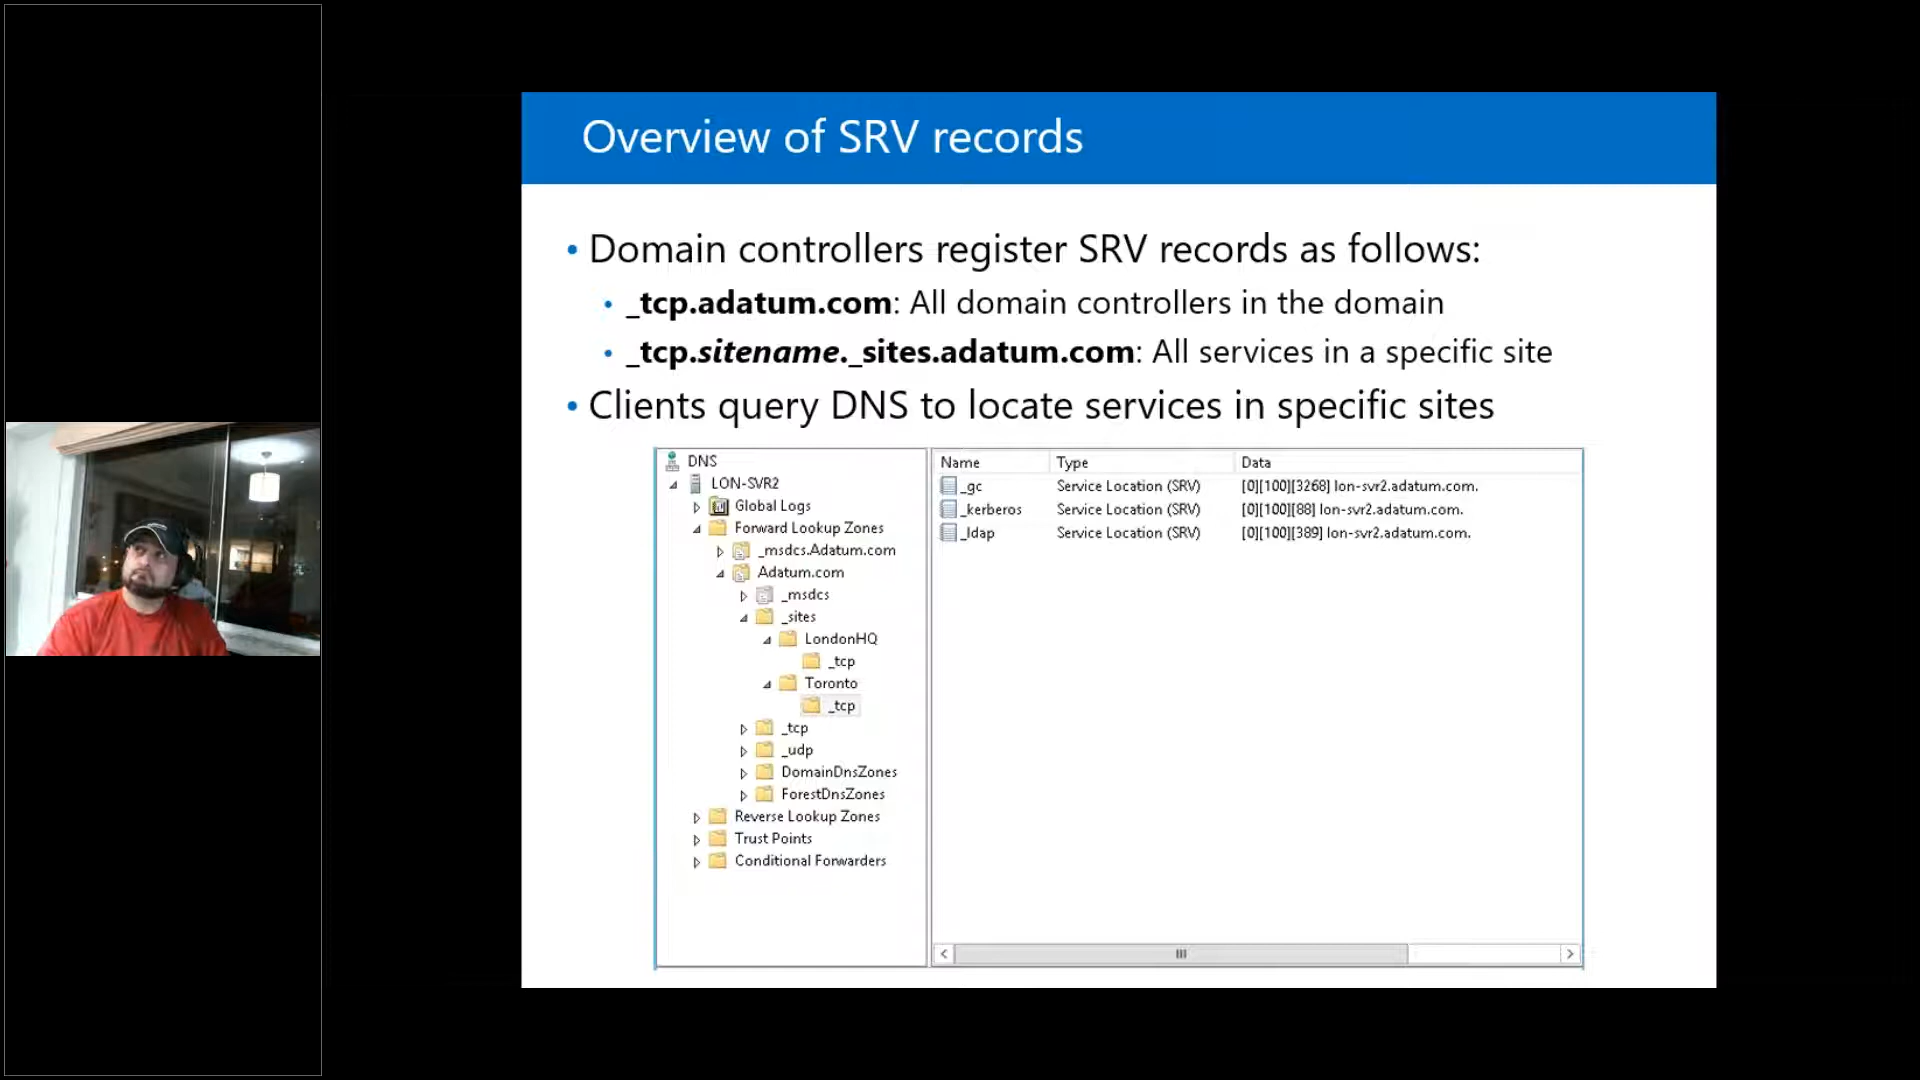 Overview of SRV records
• Domain controllers register SRV records as follows:
• _tcp.adatum.com: All domain controllers in the domain
• _tcp.sitename._sites.adatum.com: All services in a specific site
• Clients query DNS to locate services in specific sites
DNS
LON-SVR2
Global Logs
Forward Lookup Zones
_msdcs.Adatum.com
Adatum.com
_msdcs
_sites
LondonHQ
_tcp
Toronto
_tcp
_tcp
_udp
DomainDnsZones
ForestDnsZones
Reverse Lookup Zones
Trust Points
Conditional Forwarders
Name Type Data
_gc Service Location (SRV) [0][100][3268] lon-svr2.adatum.com.
_kerberos Service Location (SRV) [0][100][88] lon-svr2.adatum.com.
_ldap Service Location (SRV) [0][100][389] lon-svr2.adatum.com.